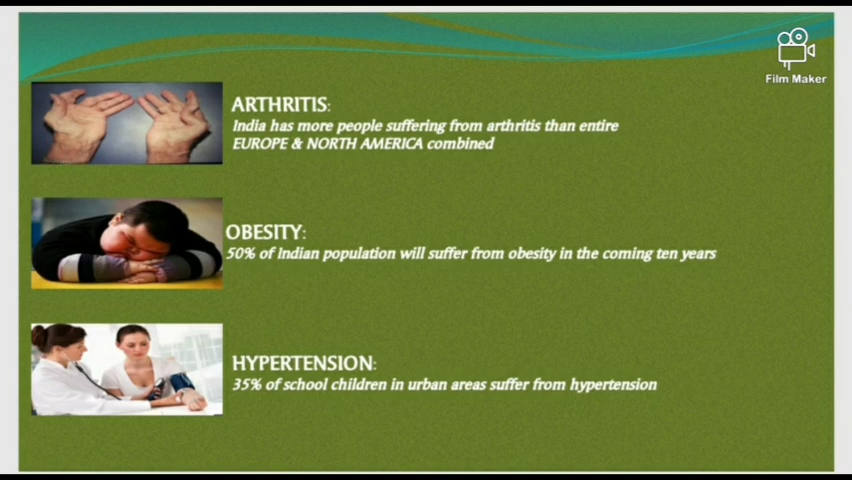 Film Maker
ARTHRITIS:
India has more people suffering from arthritis than entire
EUROPE & NORTH AMERICA combined
OBESITY:
50% of Indian population will suffer from obesity in the coming ten years
HYPERTENSION:
35% of school children in urban areas suffer from hypertension